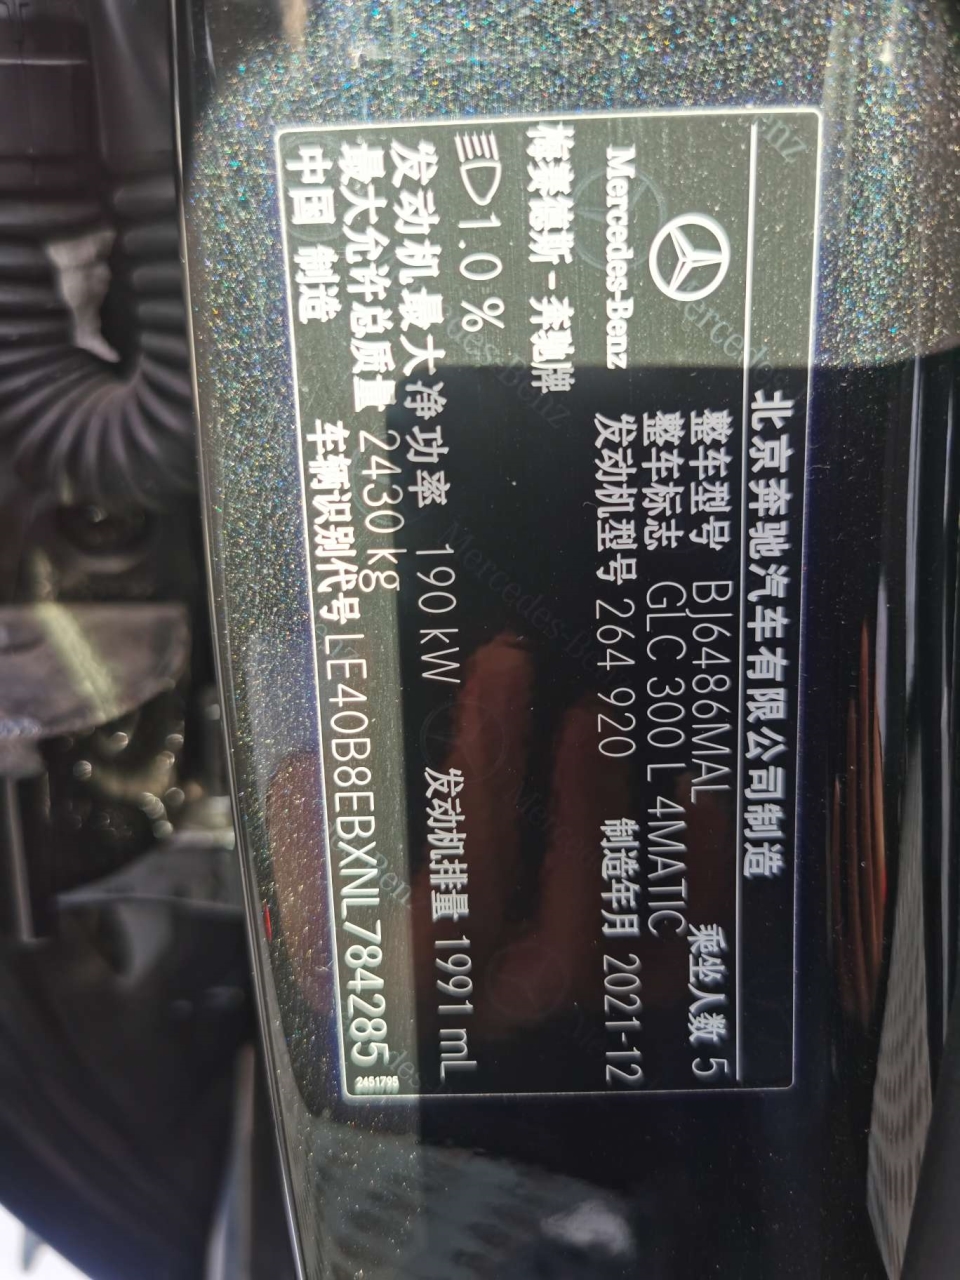 北京奔驰汽车有限公司制造
整车型号 BJ6486MAL 乘坐人数 5
整车标志 GLC 300 L 4MATIC
Mercedes-Benz
发动机型号 264 920 制造年月 2021-12
梅赛德斯-奔驰牌
1.0%
发动机最大净功率 190 kW 发动机排量 1991 mL
最大允许总质量 2430 kg
中国 制造 车辆识别代号 LE40B8EBXNL784285
2451795